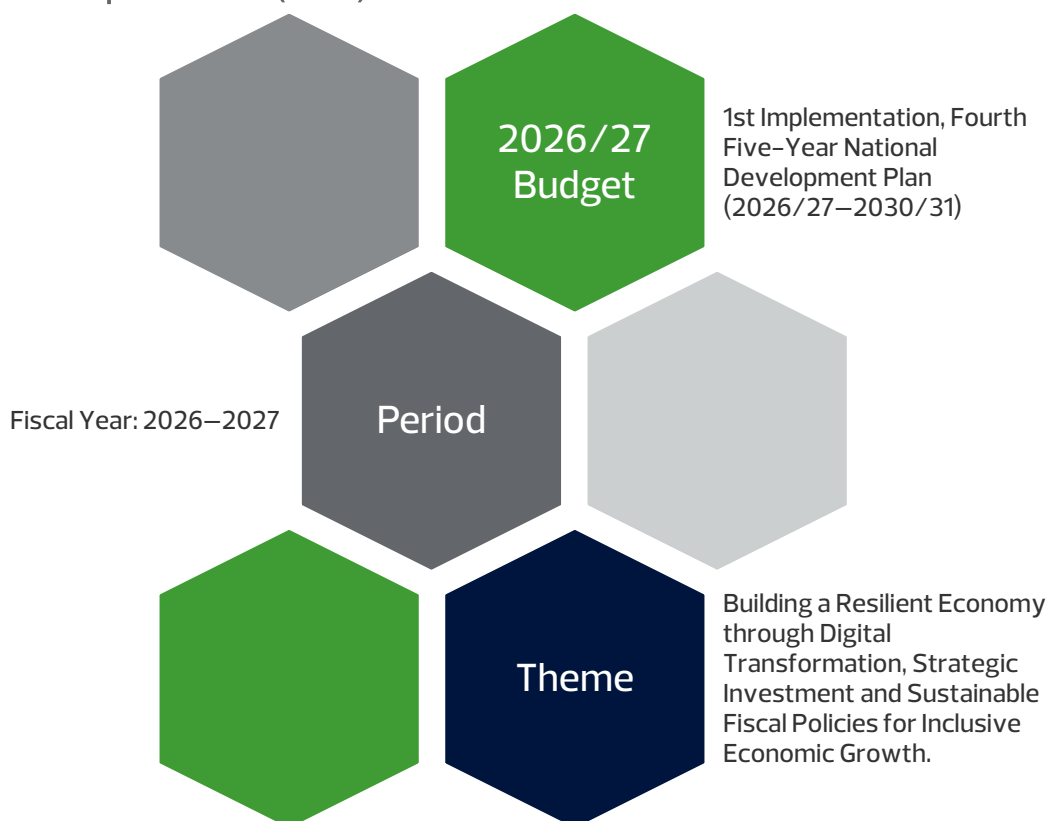 2026/27
Budget
1st Implementation, Fourth
Five-Year National
Development Plan
(2026/27—2030/31)
Fiscal Year: 2026—2027
Period
Theme
Building a Resilient Economy
through Digital
Transformation, Strategic
Investment and Sustainable
Fiscal Policies for Inclusive
Economic Growth.